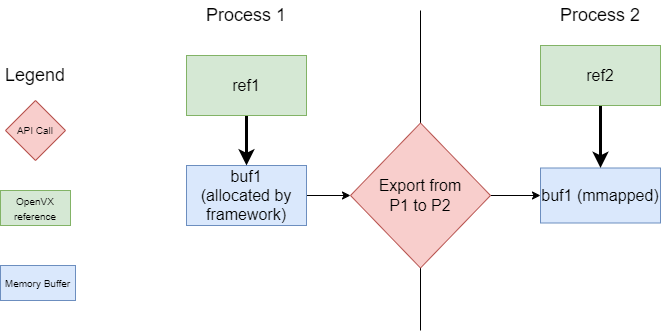 Process 1
Process 2
Legend
ref1
ref2
API Call
buf1
(allocated by
framework)
Export from
P1 to P2
buf1 (mmapped)
OpenVX
reference
Memory Buffer